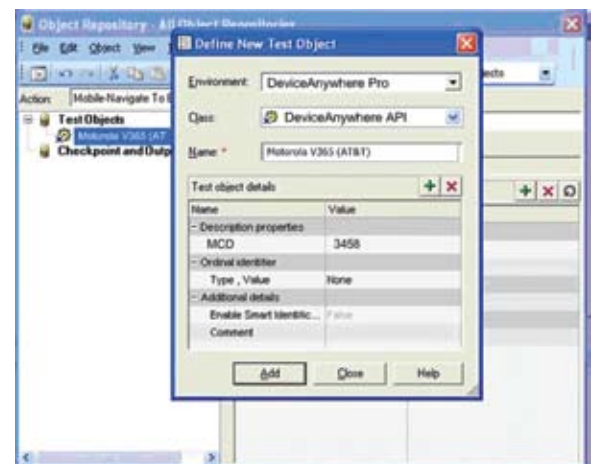 Object Repository - All Object Repositories
File Edit Object View
Action: Mobile-Navigate To E
Test Objects
Motorola V365 (AT
Checkpoint and Outp
Define New Test Object
Environment: DeviceAnywhere Pro
Class: DeviceAnywhere API
Name: * Motorola V365 (AT&T)
Test object details
Name Value
Description properties
MCD 3458
Ordinal identifier
Type , Value None
Additional details
Enable Smart Identific... False
Comment
Add Close Help
jects